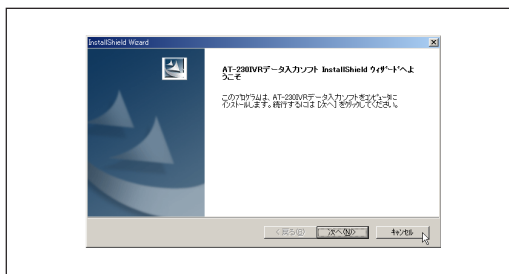 InstallShield Wizard
AT-230IVRデータ入力ソフト InstallShield ウィザードへよ
うこそ
このプログラムは、AT-230IVRデータ入力ソフトをコンピュータに
インストールします。続行するには [次へ] をクリックしてください。
< 戻る(B)
次へ(N) >
キャンセル